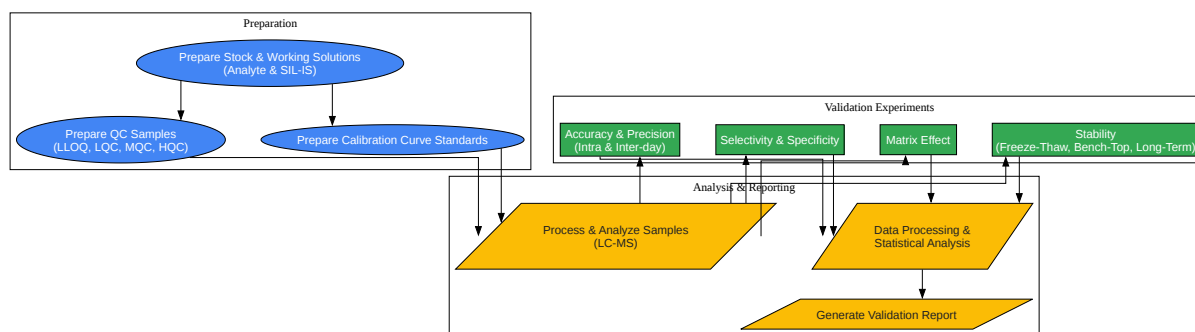 Preparation
Prepare Stock & Working Solutions
(Analyte & SIL-IS)
Prepare QC Samples
(LLOQ, LQC, MQC, HQC)
Prepare Calibration Curve Standards
Validation Experiments
Accuracy & Precision
(Intra & Inter-day)
Selectivity & Specificity
Matrix Effect
Stability
(Freeze-Thaw, Bench-Top, Long-Term)
Analysis & Reporting
Process & Analyze Samples
(LC-MS)
Data Processing &
Statistical Analysis
Generate Validation Report